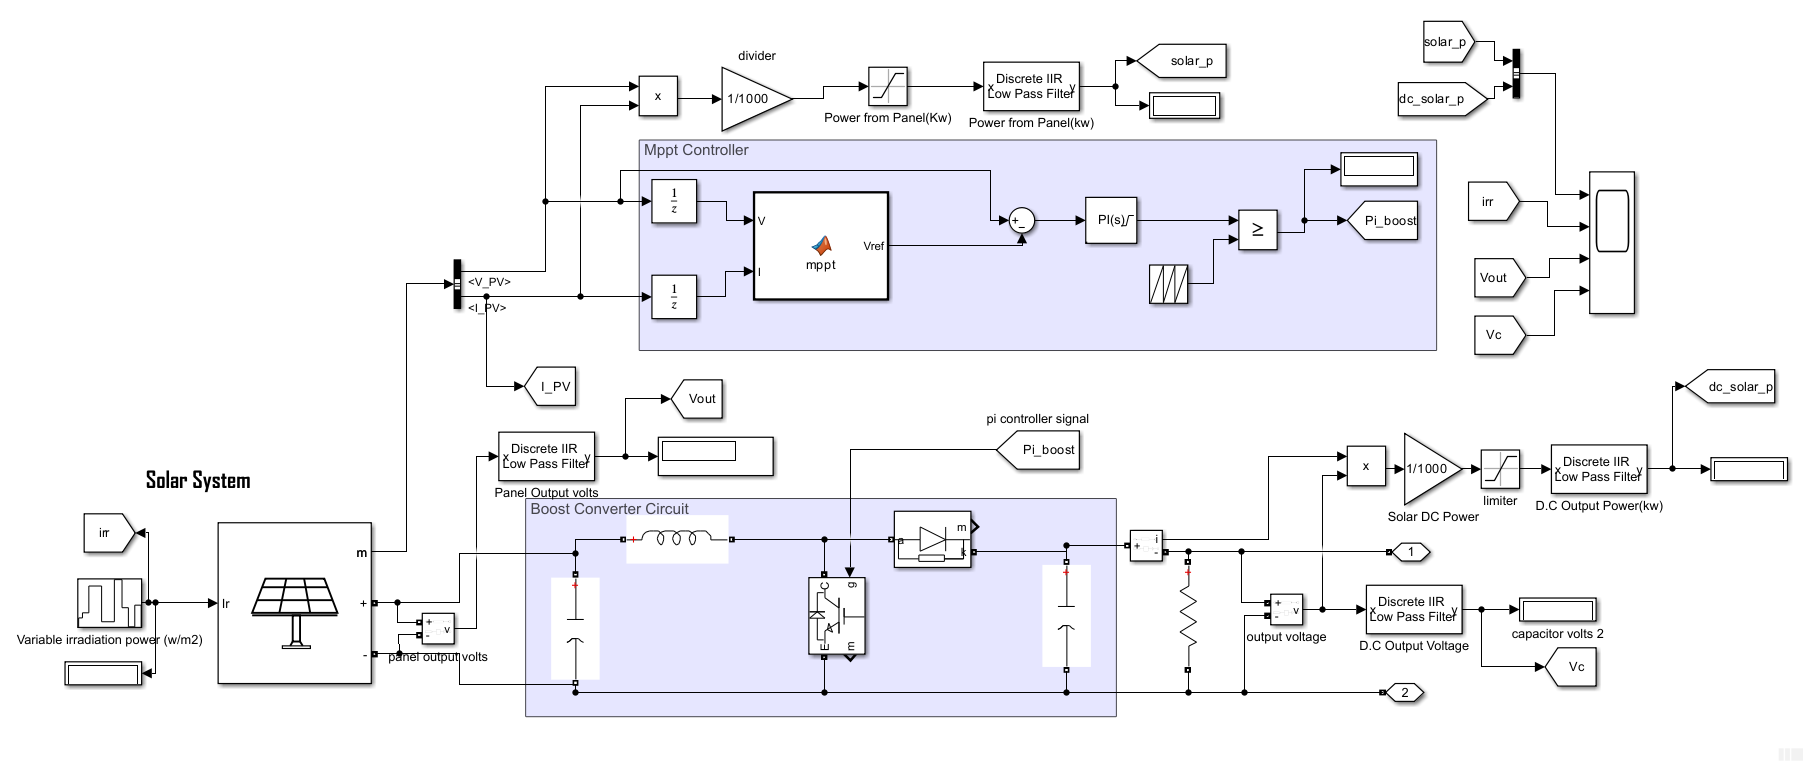 divider
x
1/1000
Power from Panel(Kw)
Discrete IIR
x Low Pass Filter y
Power from Panel(kw)
solar_p
solar_p
dc_solar_p
Mppt Controller
1
z
V
I
mppt
Vref
1
z
+
−
PI(s)
≥
Pi_boost
irr
Vout
Vc
<V_PV>
<I_PV>
I_PV
Vout
Discrete IIR
x Low Pass Filter y
Panel Output volts
pi controller signal
Pi_boost
dc_solar_p
x
1/1000
Solar DC Power
limiter
Discrete IIR
x Low Pass Filter y
D.C Output Power(kw)
Solar System
irr
Variable irradiation power (w/m2)
Ir
m
+
-
+
-
v
panel output volts
Boost Converter Circuit
+
+
C
g
E
m
a
m
k
+
+
-
i
+
1
+
-
v
output voltage
Discrete IIR
x Low Pass Filter y
D.C Output Voltage
capacitor volts 2
Vc
2